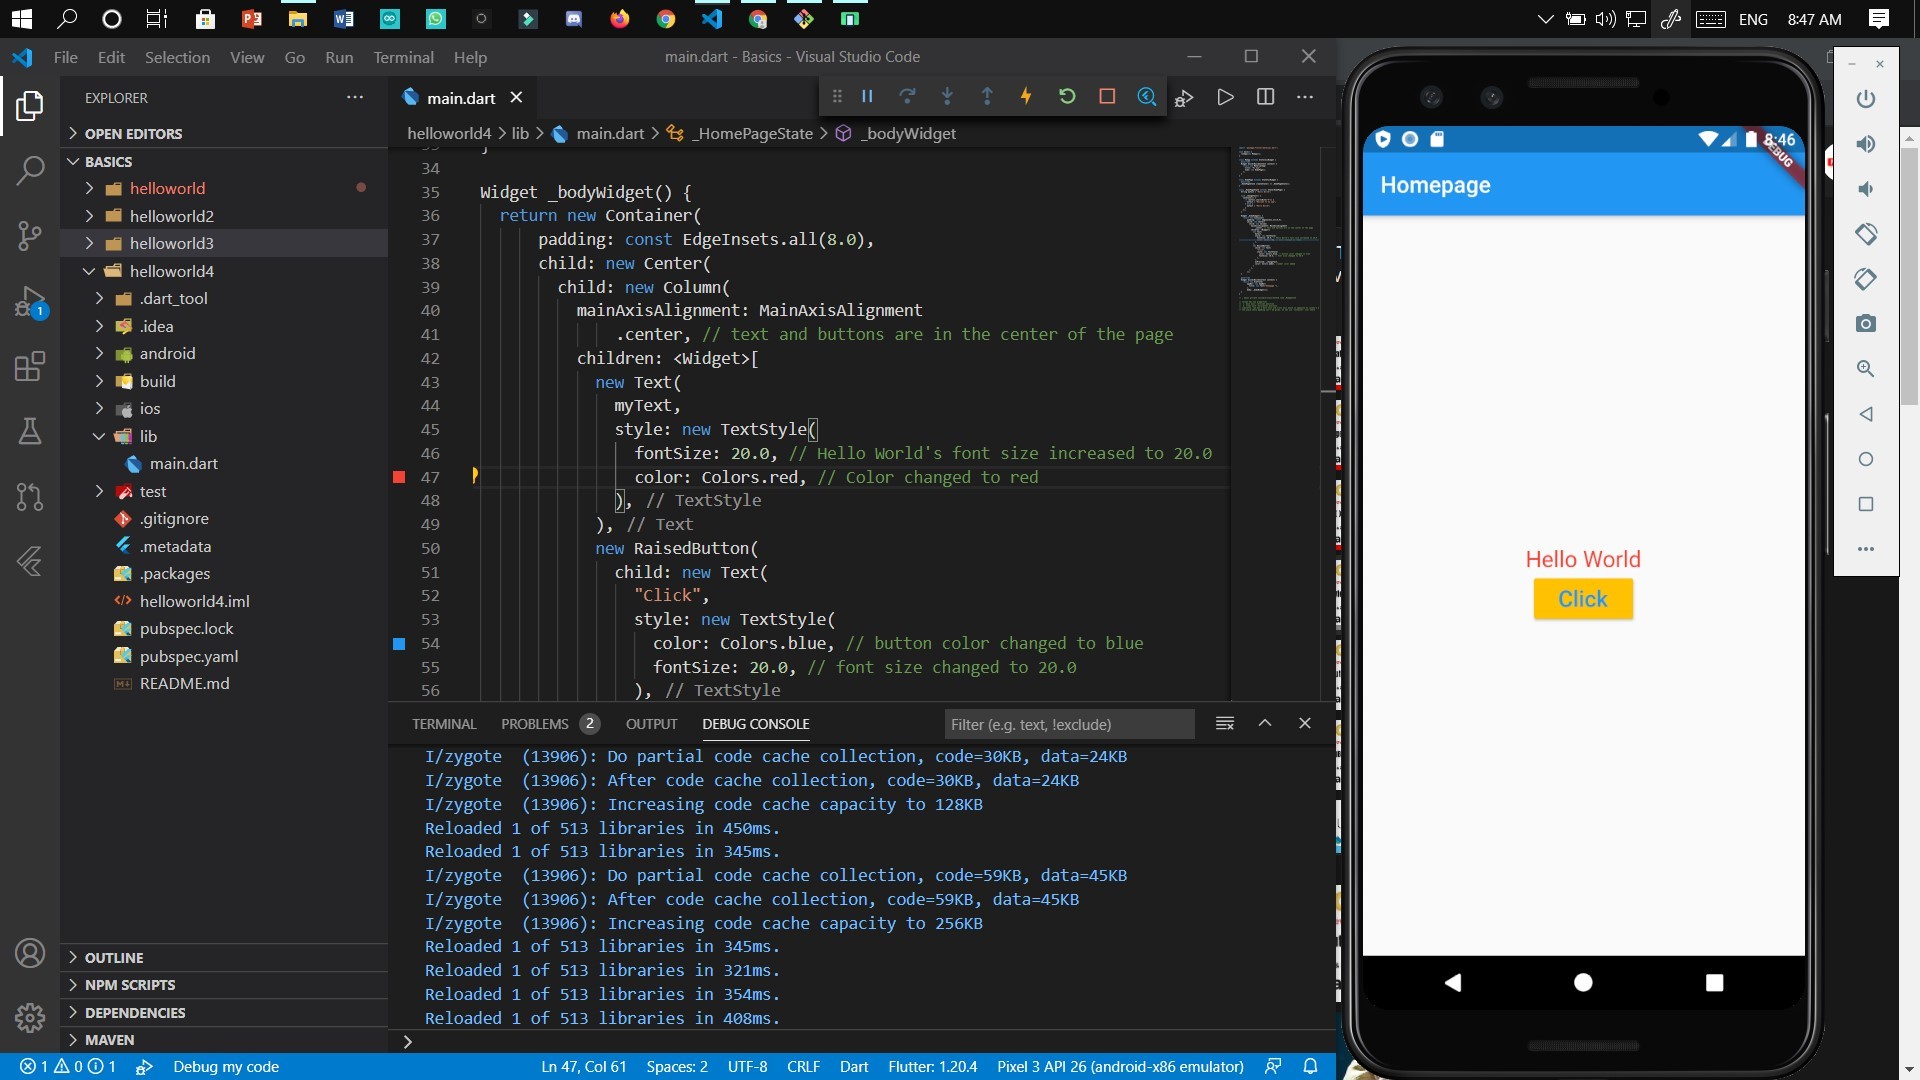 ENG
8:47 AM
File Edit Selection View Go Run Terminal Help
main.dart - Basics - Visual Studio Code
EXPLORER
OPEN EDITORS
BASICS
helloworld
helloworld2
helloworld3
helloworld4
.dart_tool
.idea
android
build
ios
lib
main.dart
test
.gitignore
.metadata
.packages
helloworld4.iml
pubspec.lock
pubspec.yaml
README.md
OUTLINE
NPM SCRIPTS
DEPENDENCIES
MAVEN
1
main.dart
helloworld4 > lib > main.dart > _HomePageState > _bodyWidget
34
35 Widget _bodyWidget() {
36 return new Container(
37 padding: const EdgeInsets.all(8.0),
38 child: new Center(
39 child: new Column(
40 mainAxisAlignment: MainAxisAlignment
41 .center, // text and buttons are in the center of the page
42 children: <Widget>[
43 new Text(
44 myText,
45 style: new TextStyle(
46 fontSize: 20.0, // Hello World's font size increased to 20.0
47 color: Colors.red, // Color changed to red
48 ), // TextStyle
49 ), // Text
50 new RaisedButton(
51 child: new Text(
52 "Click",
53 style: new TextStyle(
54 color: Colors.blue, // button color changed to blue
55 fontSize: 20.0, // font size changed to 20.0
56 ), // TextStyle
TERMINAL PROBLEMS 2 OUTPUT DEBUG CONSOLE
Filter (e.g. text, !exclude)
I/zygote (13906): Do partial code cache collection, code=30KB, data=24KB
I/zygote (13906): After code cache collection, code=30KB, data=24KB
I/zygote (13906): Increasing code cache capacity to 128KB
Reloaded 1 of 513 libraries in 450ms.
Reloaded 1 of 513 libraries in 345ms.
I/zygote (13906): Do partial code cache collection, code=59KB, data=45KB
I/zygote (13906): After code cache collection, code=59KB, data=45KB
I/zygote (13906): Increasing code cache capacity to 256KB
Reloaded 1 of 513 libraries in 345ms.
Reloaded 1 of 513 libraries in 321ms.
Reloaded 1 of 513 libraries in 354ms.
Reloaded 1 of 513 libraries in 408ms.
1 0 1 Debug my code
Ln 47, Col 61 Spaces: 2 UTF-8 CRLF Dart Flutter: 1.20.4 Pixel 3 API 26 (android-x86 emulator)
8:46
DEBUG
Homepage
Hello World
Click